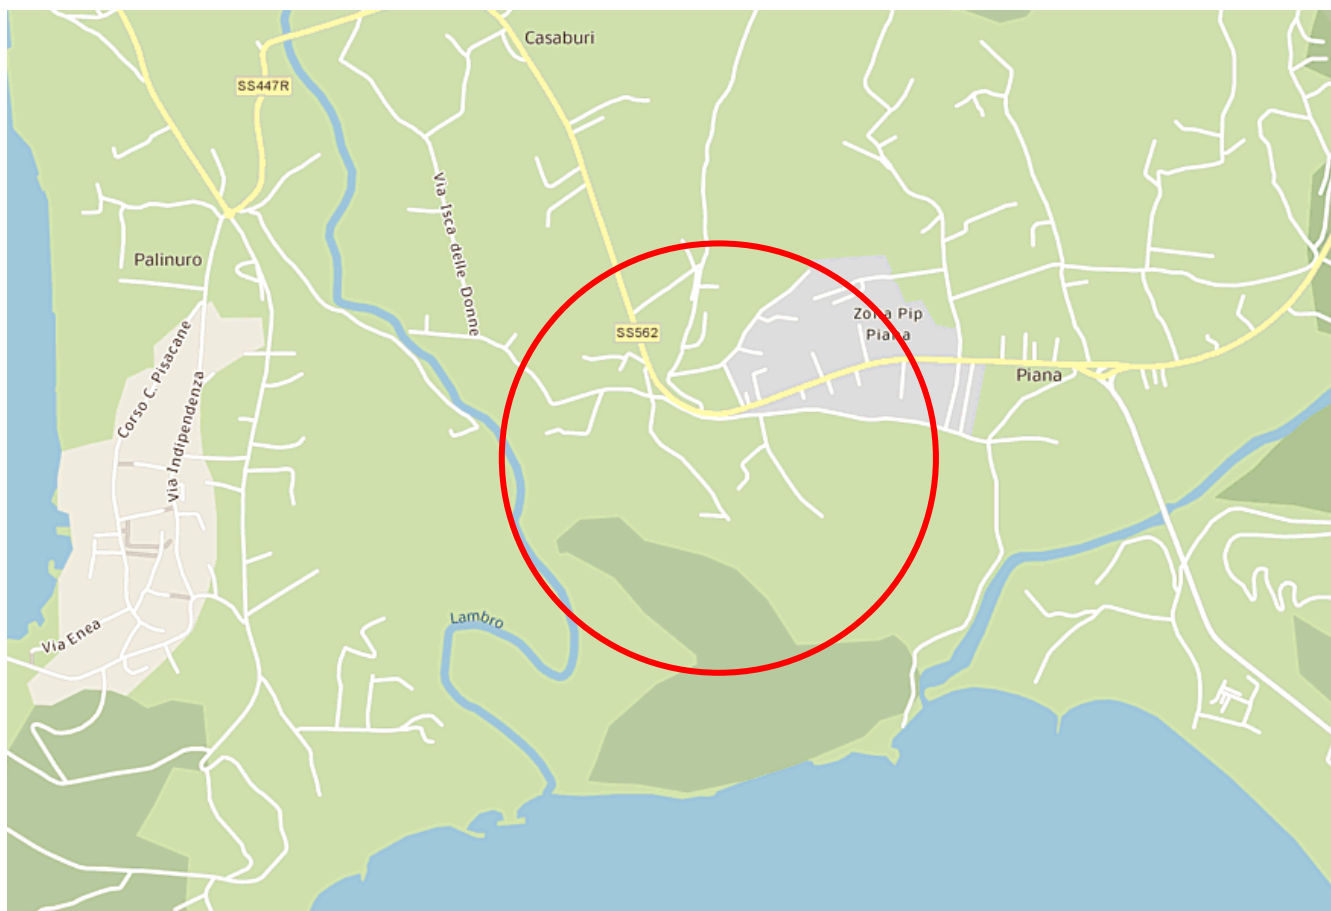 Casaburi
SS447R
Via Isca delle Donne
Palinuro
SS562
Zona Pip
Piana
Piana
Corso C. Pisacane
Via Indipendenza
Via Enea
Lambro